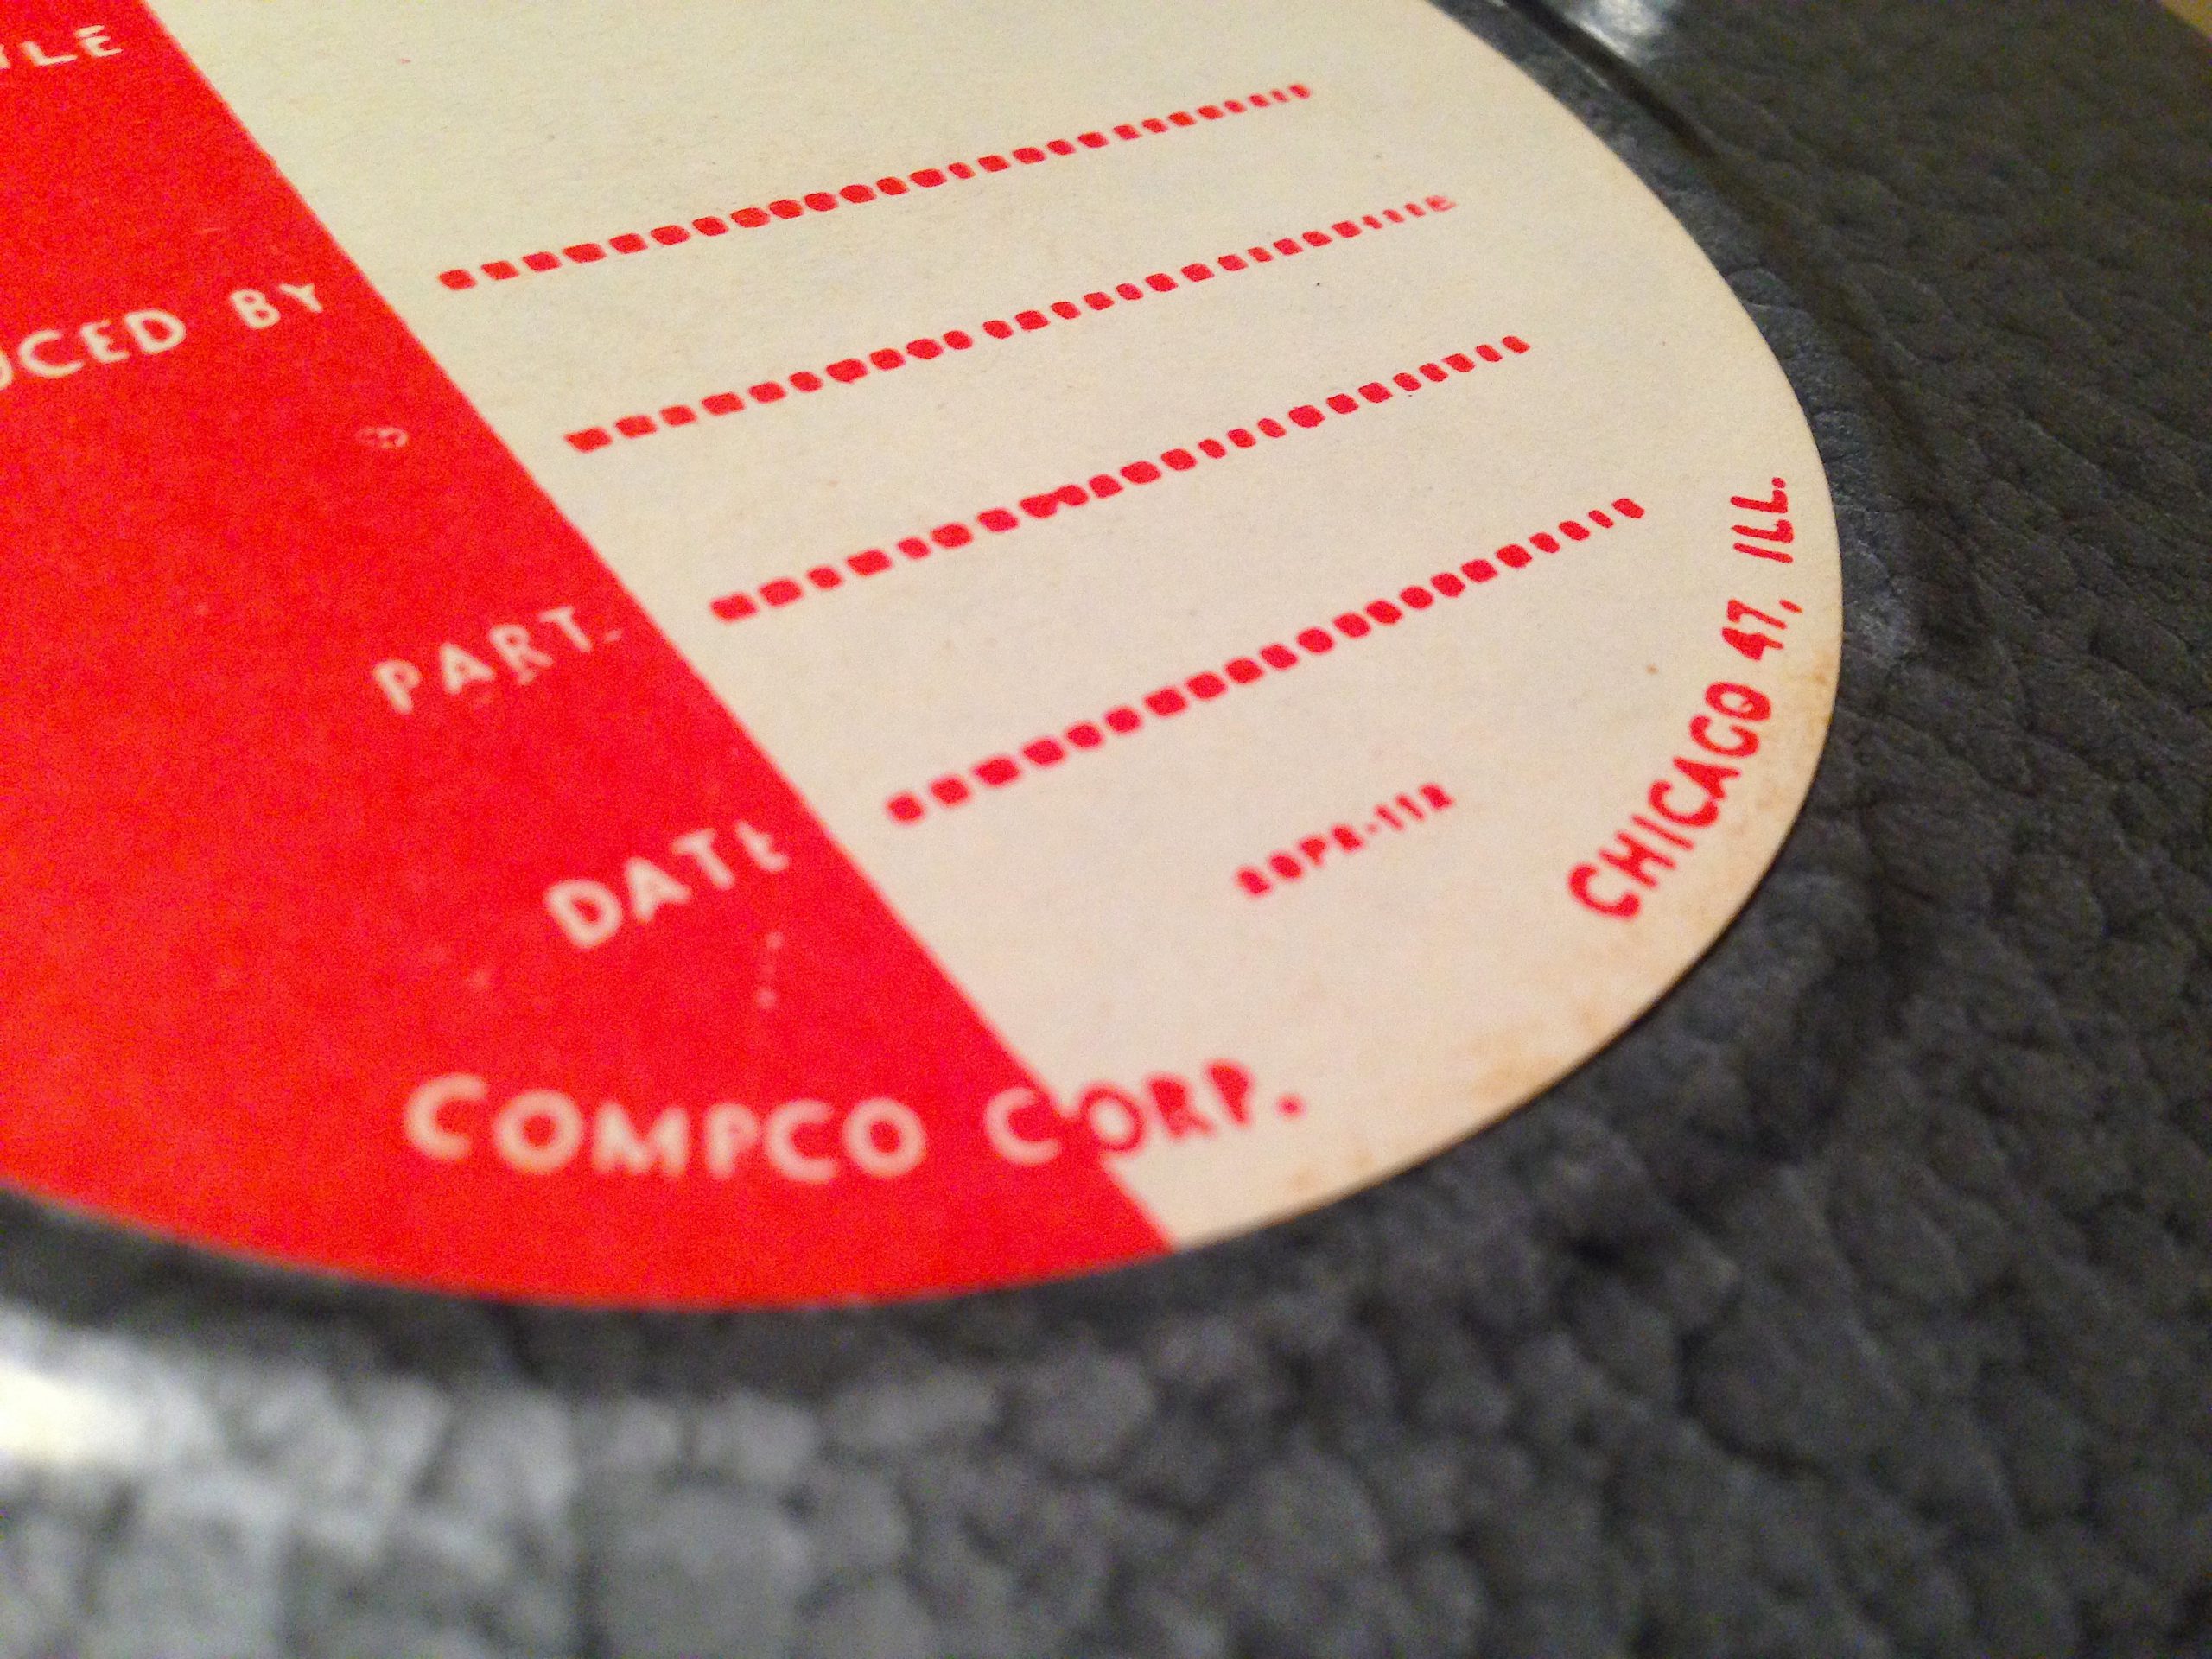 UCED BY
PART.
DATE
COMPCO CORP.
CHICAGO 47, ILL.